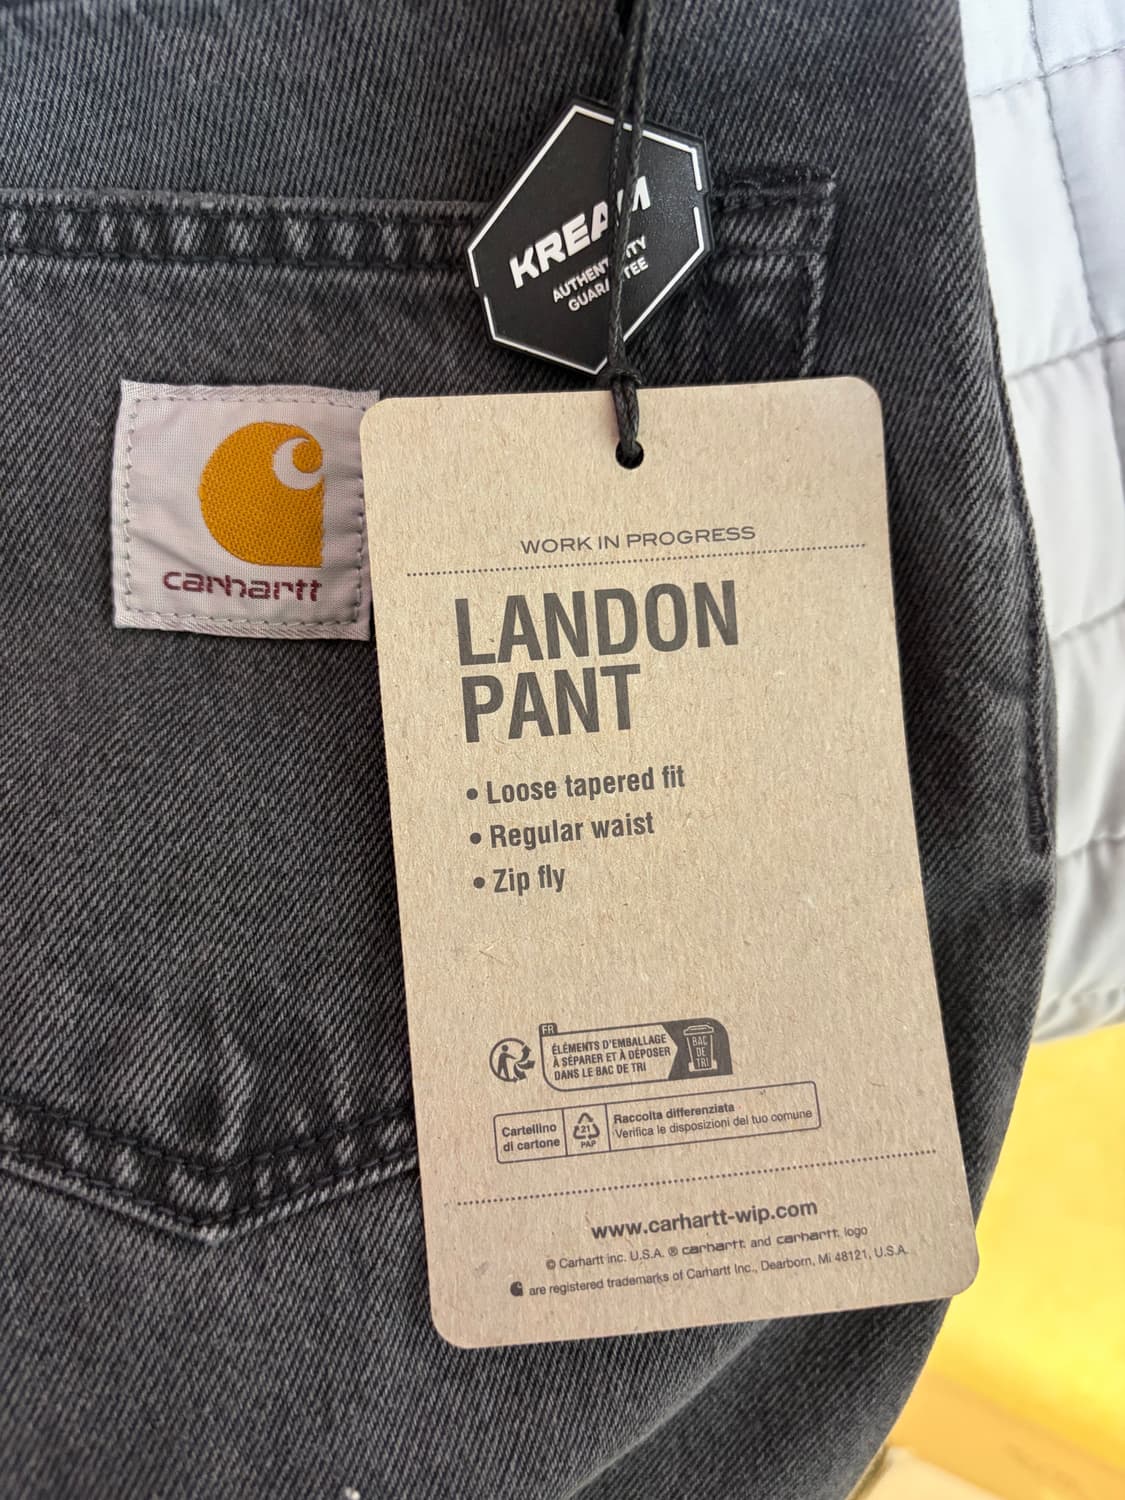 KREAM
AUTHENTICITY
GUARANTEE
carhartt
WORK IN PROGRESS
LANDON
PANT
• Loose tapered fit
• Regular waist
• Zip fly
FR
ÉLÉMENTS D'EMBALLAGE
À SÉPARER ET À DÉPOSER
DANS LE BAC DE TRI
BAC
DE
TRI
Cartellino
di cartone
21
PAP
Raccolta differenziata
Verifica le disposizioni del tuo comune
www.carhartt-wip.com
© Carhartt inc. U.S.A. ® carhartt and carhartt logo
are registered trademarks of Carhartt Inc., Dearborn, Mi 48121, U.S.A.